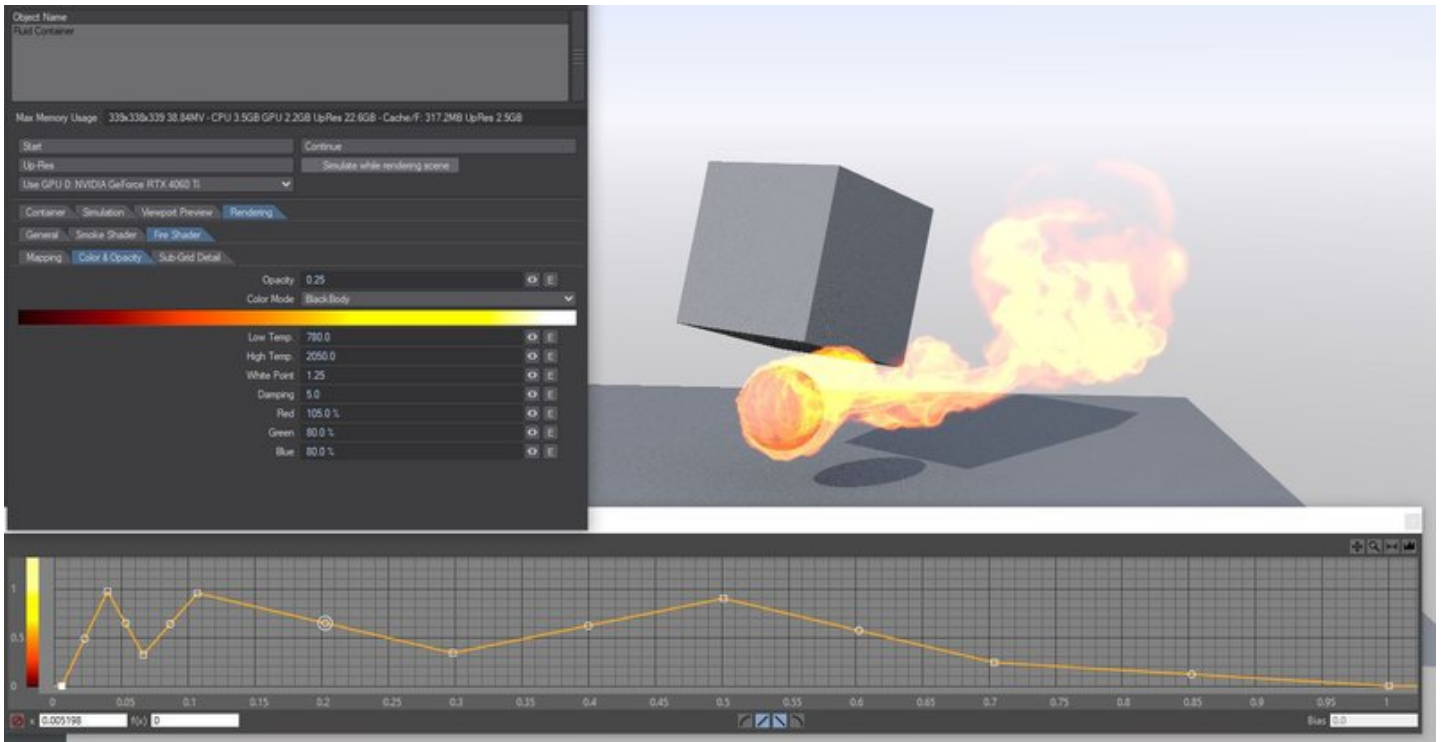 Object Name
Fluid Container
Max Memory Usage 339x338x339 38.84MV - CPU 3.5GB GPU 2.2GB UpRes 22.6GB - Cache/F: 317.2MB UpRes 2.5GB
Start Continue
Up-Res Simulate while rendering scene
Use GPU 0: NVIDIA GeForce RTX 4060 Ti
Container Simulation Viewport Preview Rendering
General Smoke Shader Fire Shader
Mapping Color & Opacity Sub-Grid Detail
Opacity 0.25 E
Color Mode BlackBody
Low Temp. 780.0 E
High Temp. 2050.0 E
White Point 1.25 E
Damping 5.0 E
Red 105.0 % E
Green 80.0 % E
Blue 80.0 % E
1
0.5
0
0 0.05 0.1 0.15 0.2 0.25 0.3 0.35 0.4 0.45 0.5 0.55 0.6 0.65 0.7 0.75 0.8 0.85 0.9 0.95 1
x 0.005198 f(x) 0 Bias 0.0